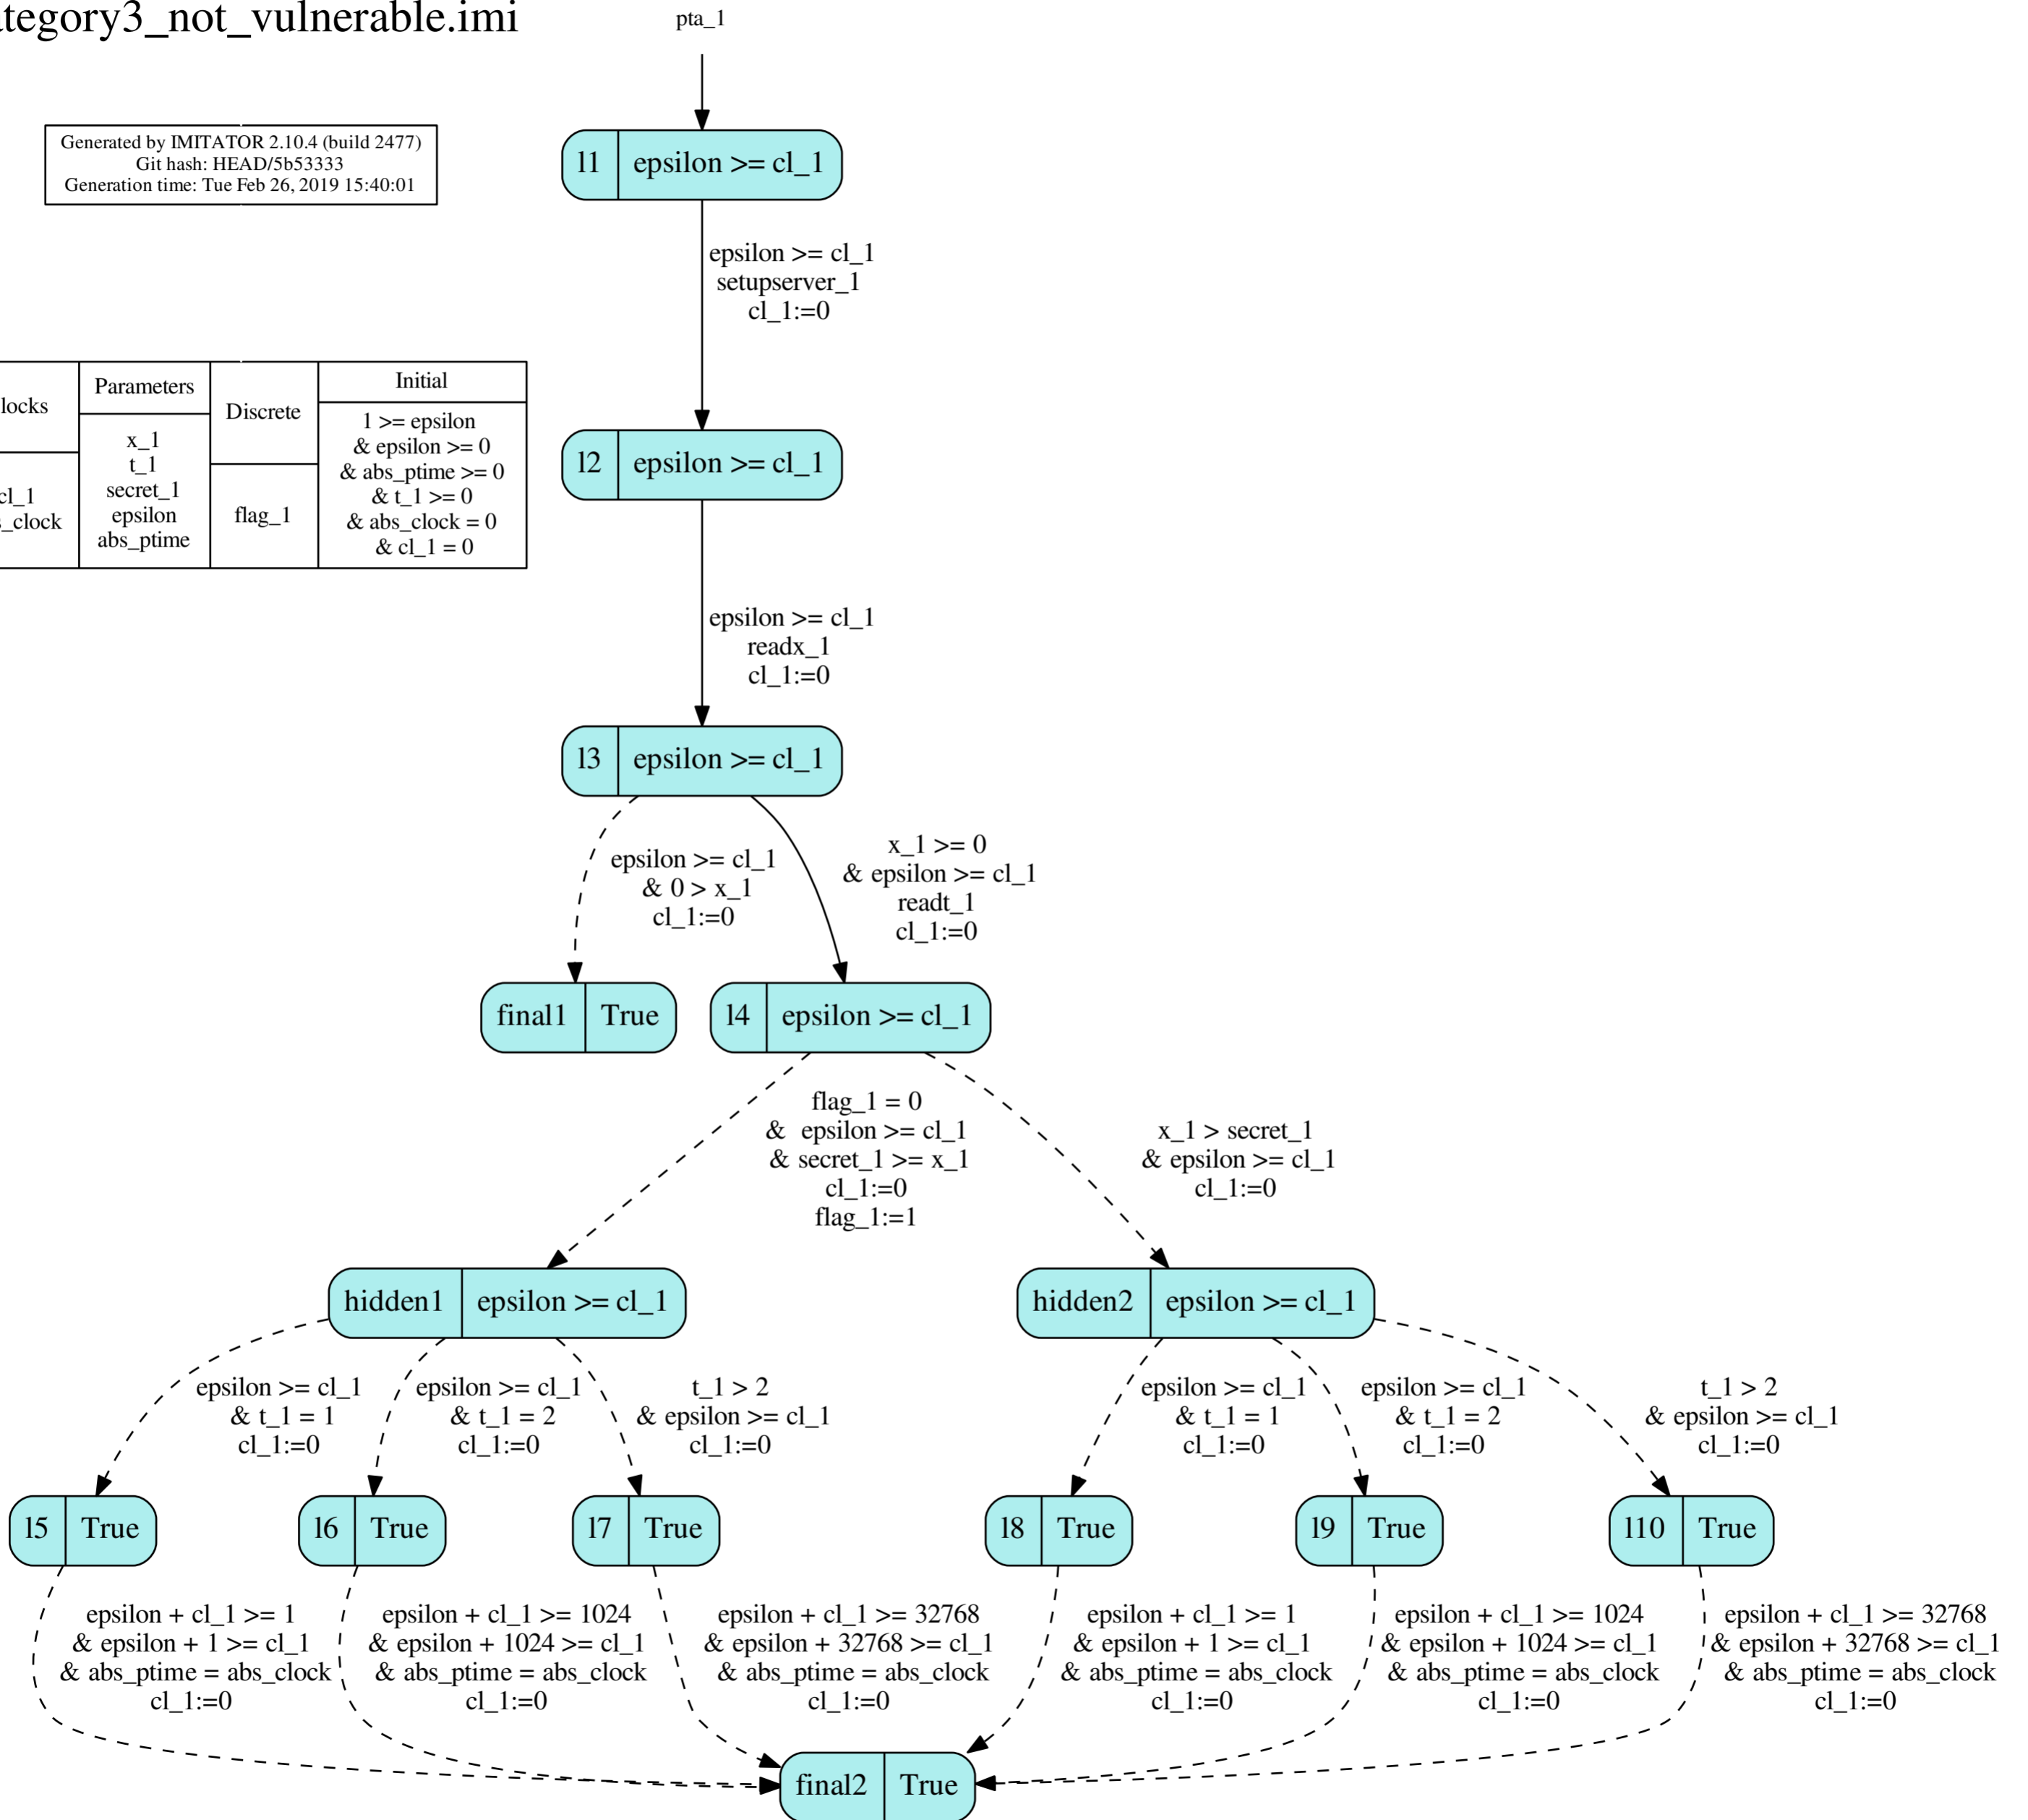 ategory3_not_vulnerable.imi
pta_1
Generated by IMITATOR 2.10.4 (build 2477)
Git hash: HEAD/5b53333
Generation time: Tue Feb 26, 2019 15:40:01
l1 epsilon >= cl_1
epsilon >= cl_1
setupserver_1
cl_1:=0
locks
cl_1
s_clock
Parameters
x_1
t_1
secret_1
epsilon
abs_ptime
Discrete
flag_1
Initial
1 >= epsilon
& epsilon >= 0
& abs_ptime >= 0
& t_1 >= 0
& abs_clock = 0
& cl_1 = 0
l2 epsilon >= cl_1
epsilon >= cl_1
readx_1
cl_1:=0
l3 epsilon >= cl_1
epsilon >= cl_1
& 0 > x_1
cl_1:=0
x_1 >= 0
& epsilon >= cl_1
readt_1
cl_1:=0
final1 True
l4 epsilon >= cl_1
flag_1 = 0
& epsilon >= cl_1
& secret_1 >= x_1
cl_1:=0
flag_1:=1
x_1 > secret_1
& epsilon >= cl_1
cl_1:=0
hidden1 epsilon >= cl_1
hidden2 epsilon >= cl_1
epsilon >= cl_1
& t_1 = 1
cl_1:=0
epsilon >= cl_1
& t_1 = 2
cl_1:=0
t_1 > 2
& epsilon >= cl_1
cl_1:=0
epsilon >= cl_1
& t_1 = 1
cl_1:=0
epsilon >= cl_1
& t_1 = 2
cl_1:=0
t_1 > 2
& epsilon >= cl_1
cl_1:=0
l5 True
l6 True
l7 True
l8 True
l9 True
l10 True
epsilon + cl_1 >= 1
& epsilon + 1 >= cl_1
& abs_ptime = abs_clock
cl_1:=0
epsilon + cl_1 >= 1024
& epsilon + 1024 >= cl_1
& abs_ptime = abs_clock
cl_1:=0
epsilon + cl_1 >= 32768
& epsilon + 32768 >= cl_1
& abs_ptime = abs_clock
cl_1:=0
epsilon + cl_1 >= 1
& epsilon + 1 >= cl_1
& abs_ptime = abs_clock
cl_1:=0
epsilon + cl_1 >= 1024
& epsilon + 1024 >= cl_1
& abs_ptime = abs_clock
cl_1:=0
epsilon + cl_1 >= 32768
& epsilon + 32768 >= cl_1
& abs_ptime = abs_clock
cl_1:=0
final2 True